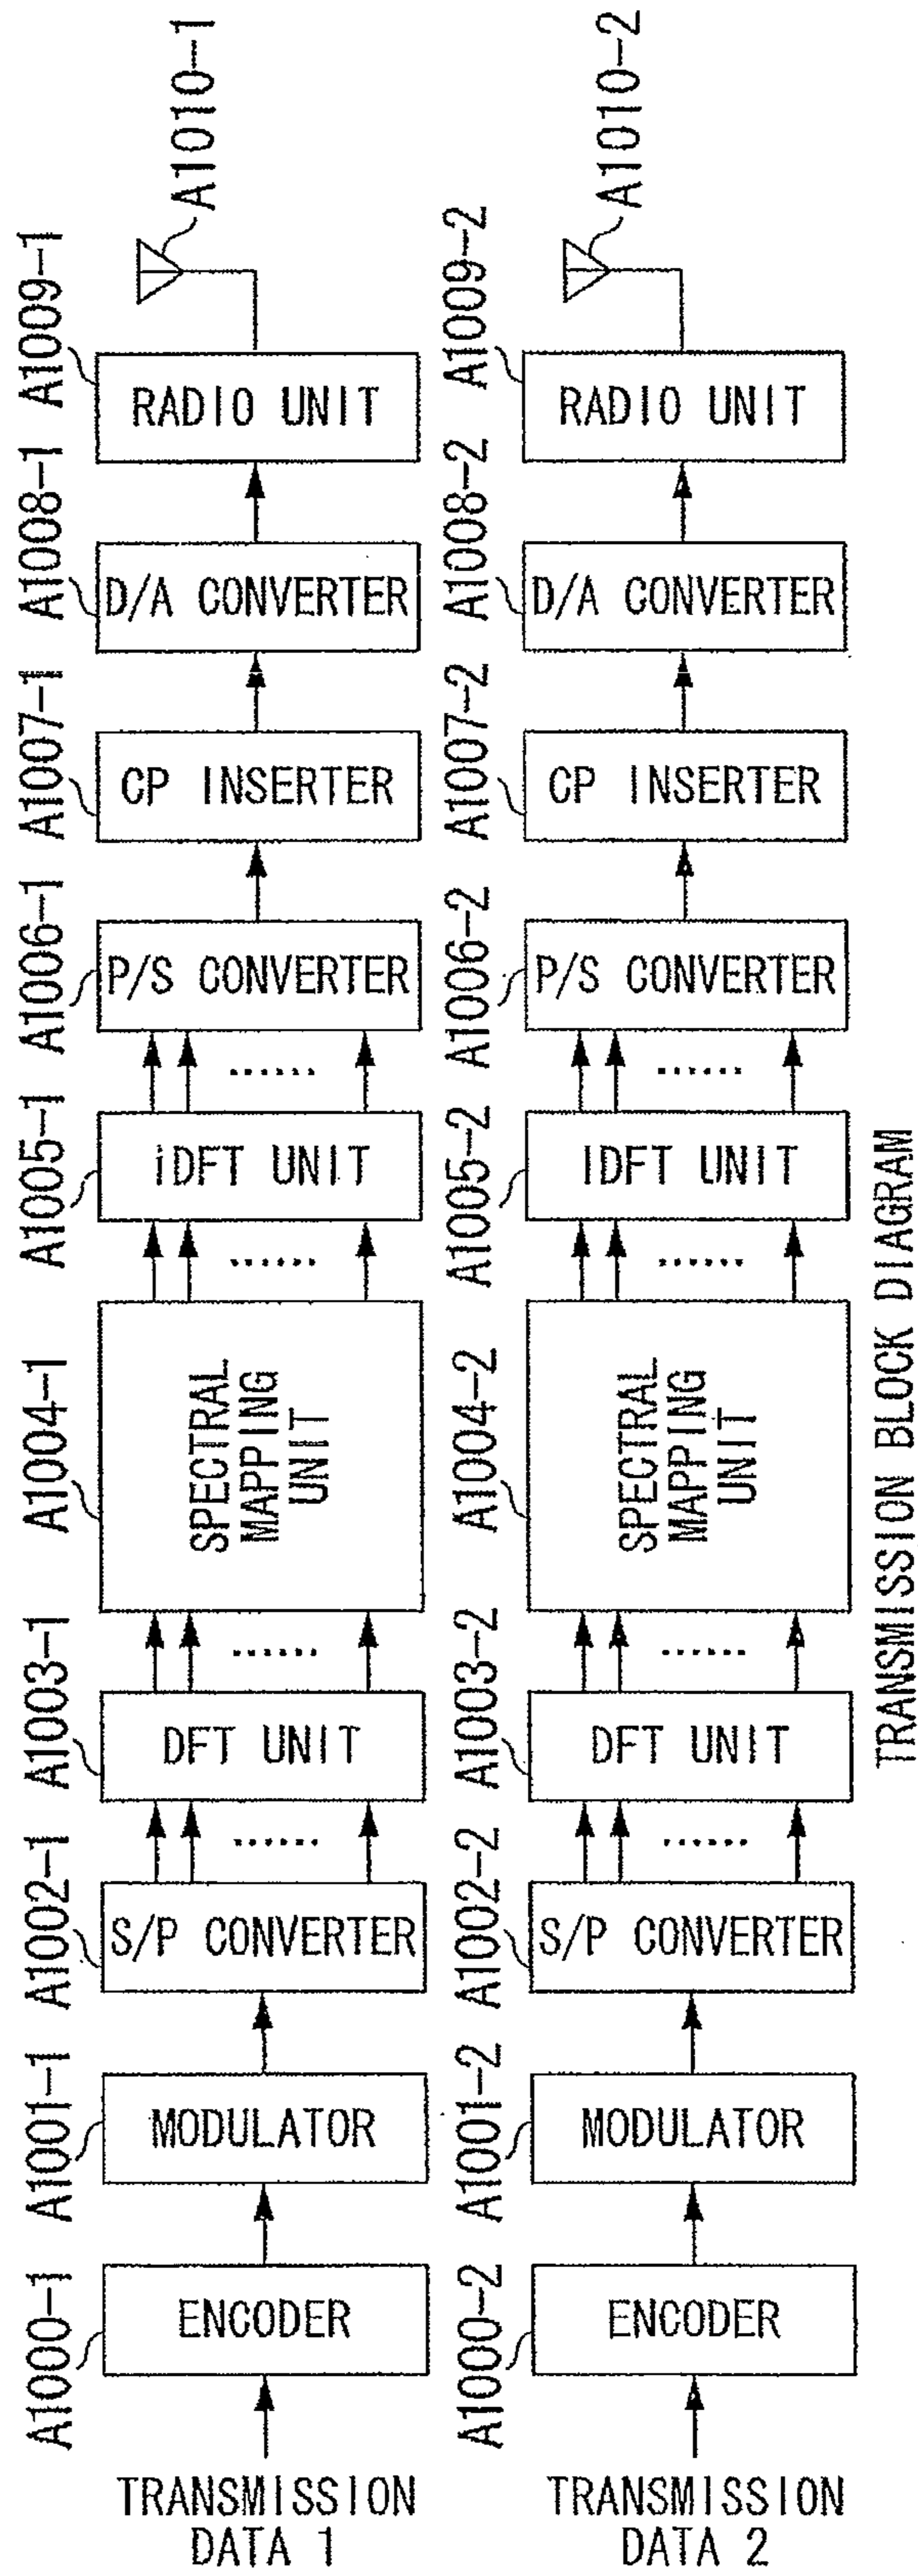 A1000-1
A1001-1
A1002-1
A1003-1
A1004-1
A1005-1
A1006-1
A1007-1
A1008-1
A1009-1
TRANSMISSION
DATA 1
ENCODER
MODULATOR
S/P CONVERTER
DFT UNIT
SPECTRAL
MAPPING
UNIT
iDFT UNIT
P/S CONVERTER
CP INSERTER
D/A CONVERTER
RADIO UNIT
A1010-1
A1000-2
A1001-2
A1002-2
A1003-2
A1004-2
A1005-2
A1006-2
A1007-2
A1008-2
A1009-2
TRANSMISSION
DATA 2
ENCODER
MODULATOR
S/P CONVERTER
DFT UNIT
SPECTRAL
MAPPING
UNIT
IDFT UNIT
P/S CONVERTER
CP INSERTER
D/A CONVERTER
RADIO UNIT
A1010-2
TRANSMISSION BLOCK DIAGRAM